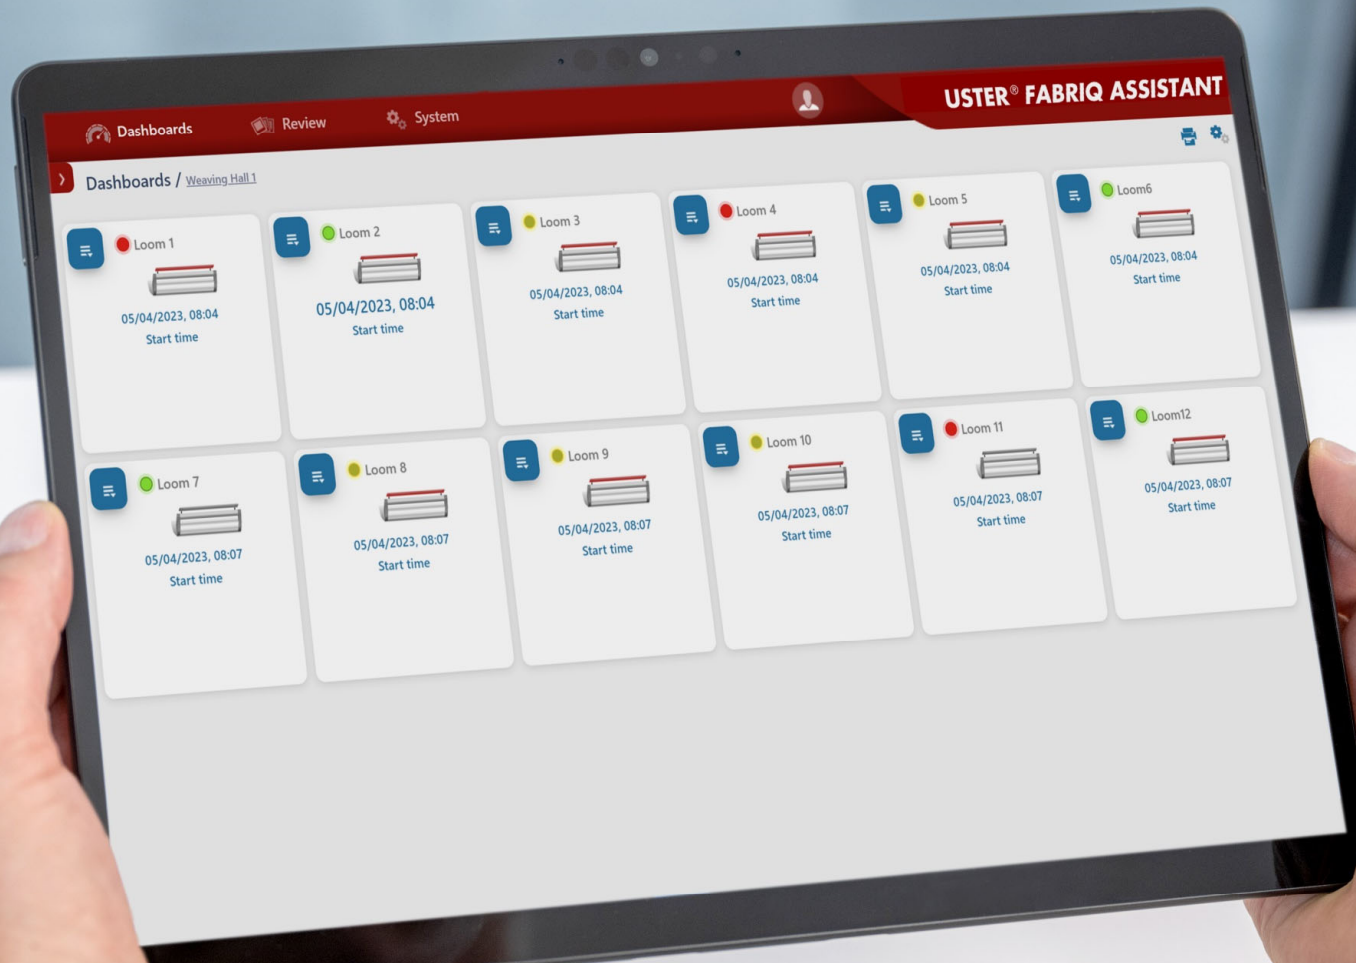 Dashboards
Review
System
USTER® FABRIQ ASSISTANT
Dashboards / Weaving Hall 1
Loom 1
05/04/2023, 08:04
Start time
Loom 2
05/04/2023, 08:04
Start time
Loom 3
05/04/2023, 08:04
Start time
Loom 4
05/04/2023, 08:04
Start time
Loom 5
05/04/2023, 08:04
Start time
Loom6
05/04/2023, 08:04
Start time
Loom 7
05/04/2023, 08:07
Start time
Loom 8
05/04/2023, 08:07
Start time
Loom 9
05/04/2023, 08:07
Start time
Loom 10
05/04/2023, 08:07
Start time
Loom 11
05/04/2023, 08:07
Start time
Loom12
05/04/2023, 08:07
Start time